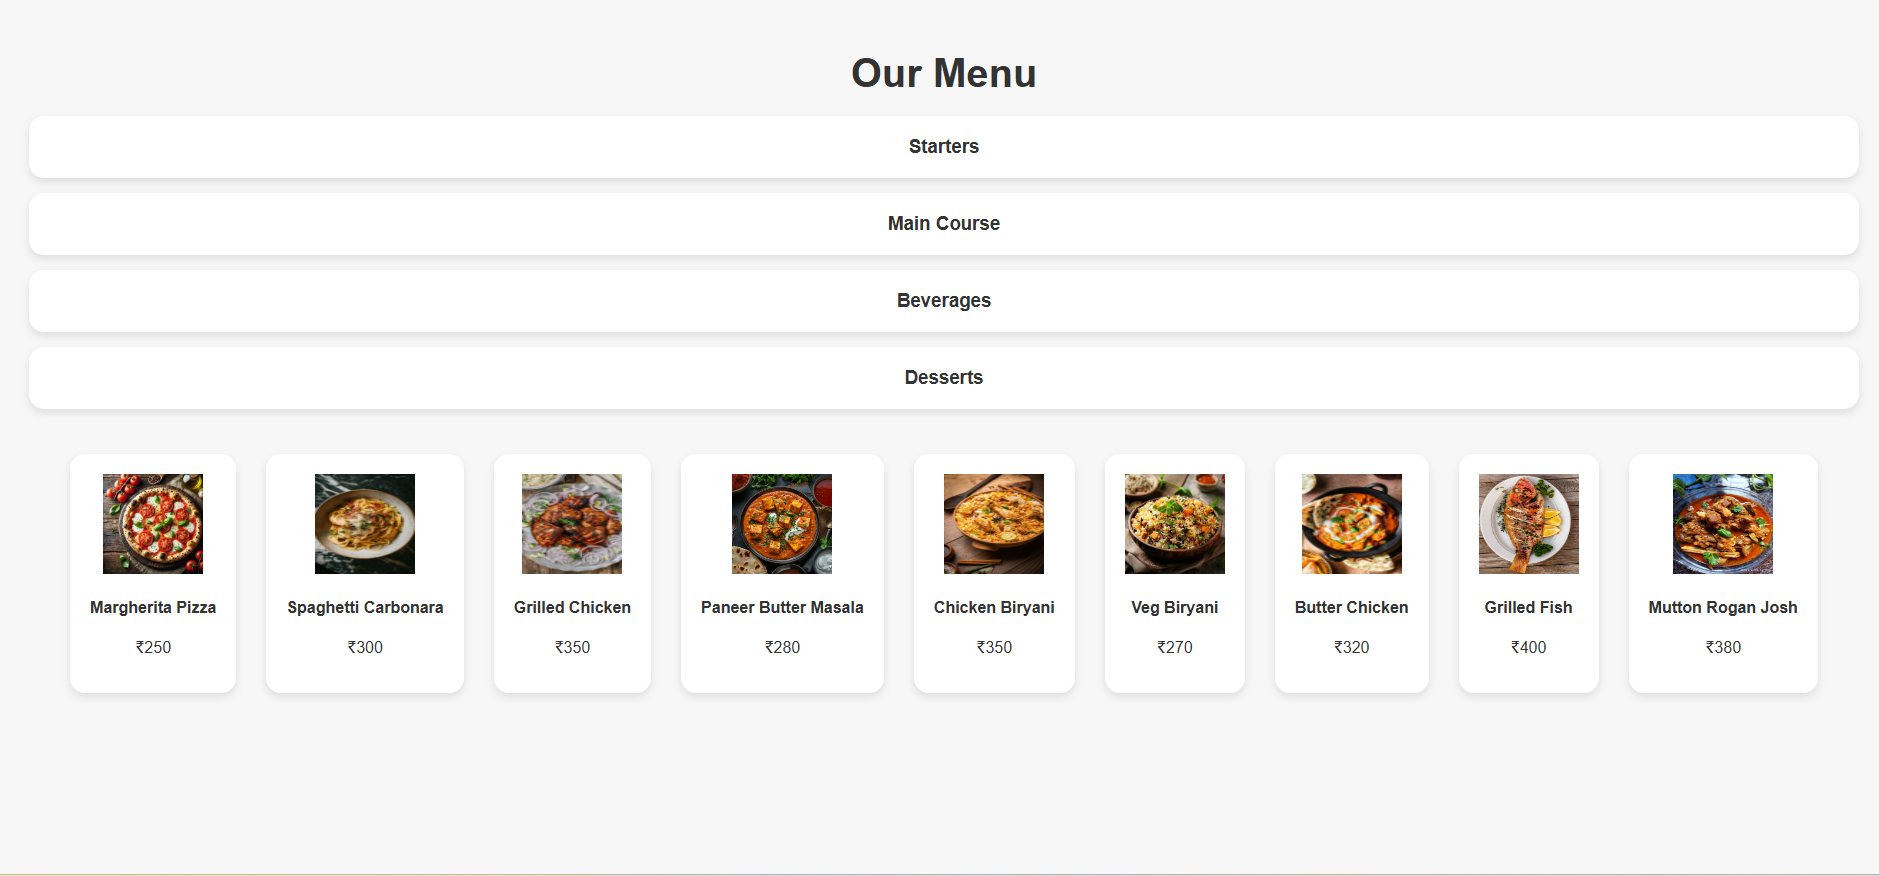 Our Menu
Starters
Main Course
Beverages
Desserts
Margherita Pizza
₹250
Spaghetti Carbonara
₹300
Grilled Chicken
₹350
Paneer Butter Masala
₹280
Chicken Biryani
₹350
Veg Biryani
₹270
Butter Chicken
₹320
Grilled Fish
₹400
Mutton Rogan Josh
₹380